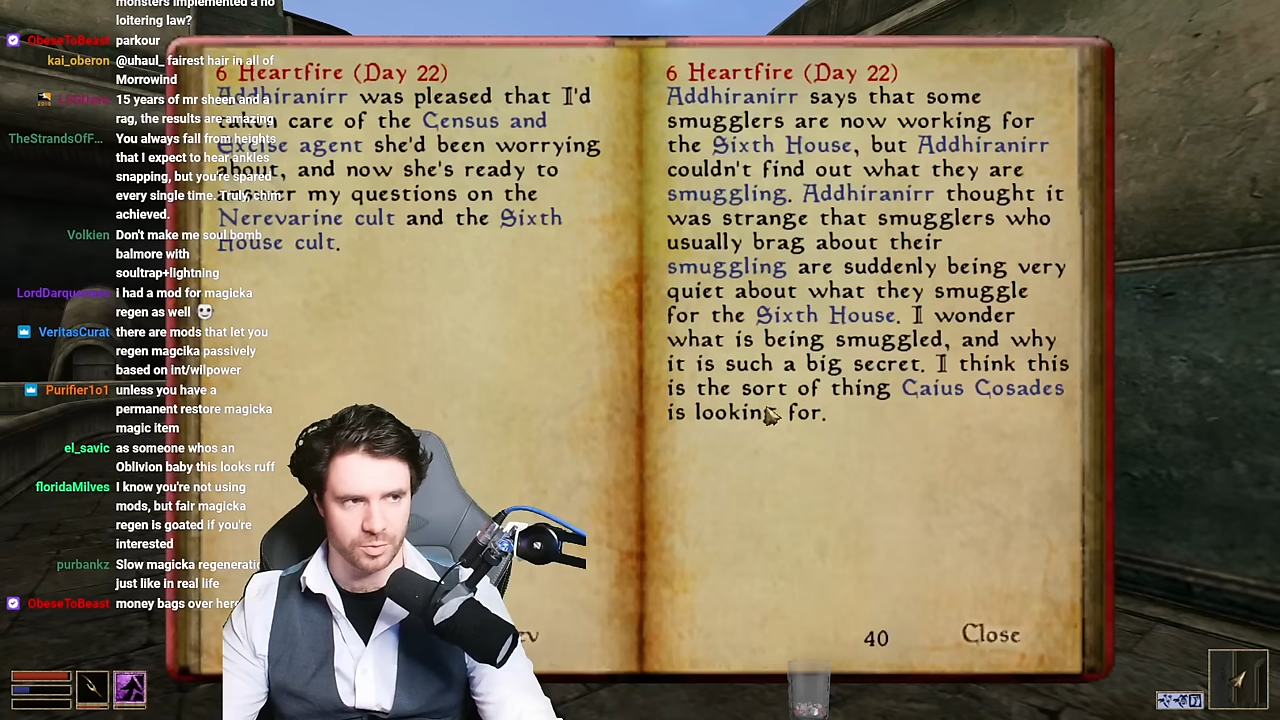 monsters implemented a no
loitering law?
ObeseToBeast parkour
kai_oberon @uhaul_ fairest hair in all of
Morrowind
15 years of mr sheen and a
rag, the results are amazing
TheStrandsOfF... You always fall from heights
that I expect to hear ankles
snapping, but you're spared
every single time. Truly, chim
achieved.
Volkien Don't make me soul bomb
balmore with
soultrap+lightning
i had a mod for magicka
regen as well
VeritasCurat there are mods that let you
regen magcika passively
based on int/wilpower
Purifier1o1 unless you have a
permanent restore magicka
magic item
el_savic as someone whos an
Oblivion baby this looks ruff
floridaMilves I know you're not using
mods, but fair magicka
regen is goated if you're
interested
purbankz Slow magicka regeneratio
just like in real life
ObeseToBeast money bags over here
6 Heartfire (Day 22)
Addhiranirr was pleased that I'd
care of the Census and
Excise agent she'd been worrying
about, and now she's ready to
answer my questions on the
Nerevarine cult and the Sixth
House cult.
6 Heartfire (Day 22)
Addhiranirr says that some
smugglers are now working for
the Sixth House, but Addhiranirr
couldn't find out what they are
smuggling. Addhiranirr thought it
was strange that smugglers who
usually brag about their
smuggling are suddenly being very
quiet about what they smuggle
for the Sixth House. I wonder
what is being smuggled, and why
it is such a big secret. I think this
is the sort of thing Caius Cosades
is looking for.
40 Close